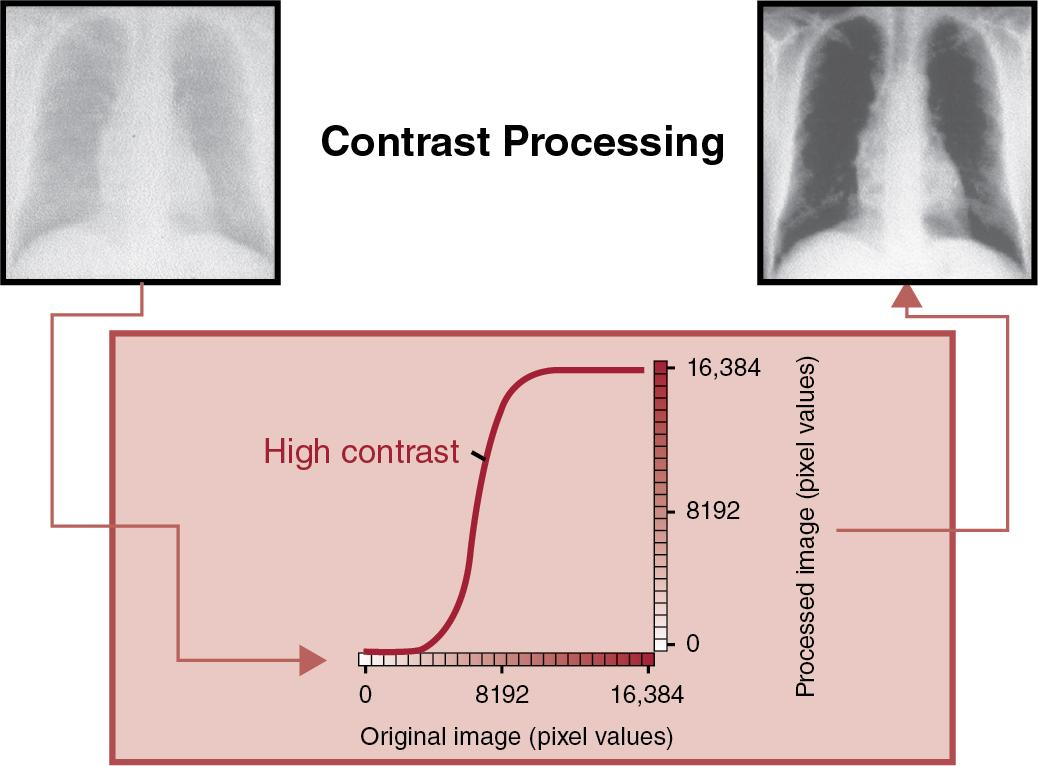 Contrast Processing
High contrast
16,384
8192
0
Processed image (pixel values)
0
8192
16,384
Original image (pixel values)